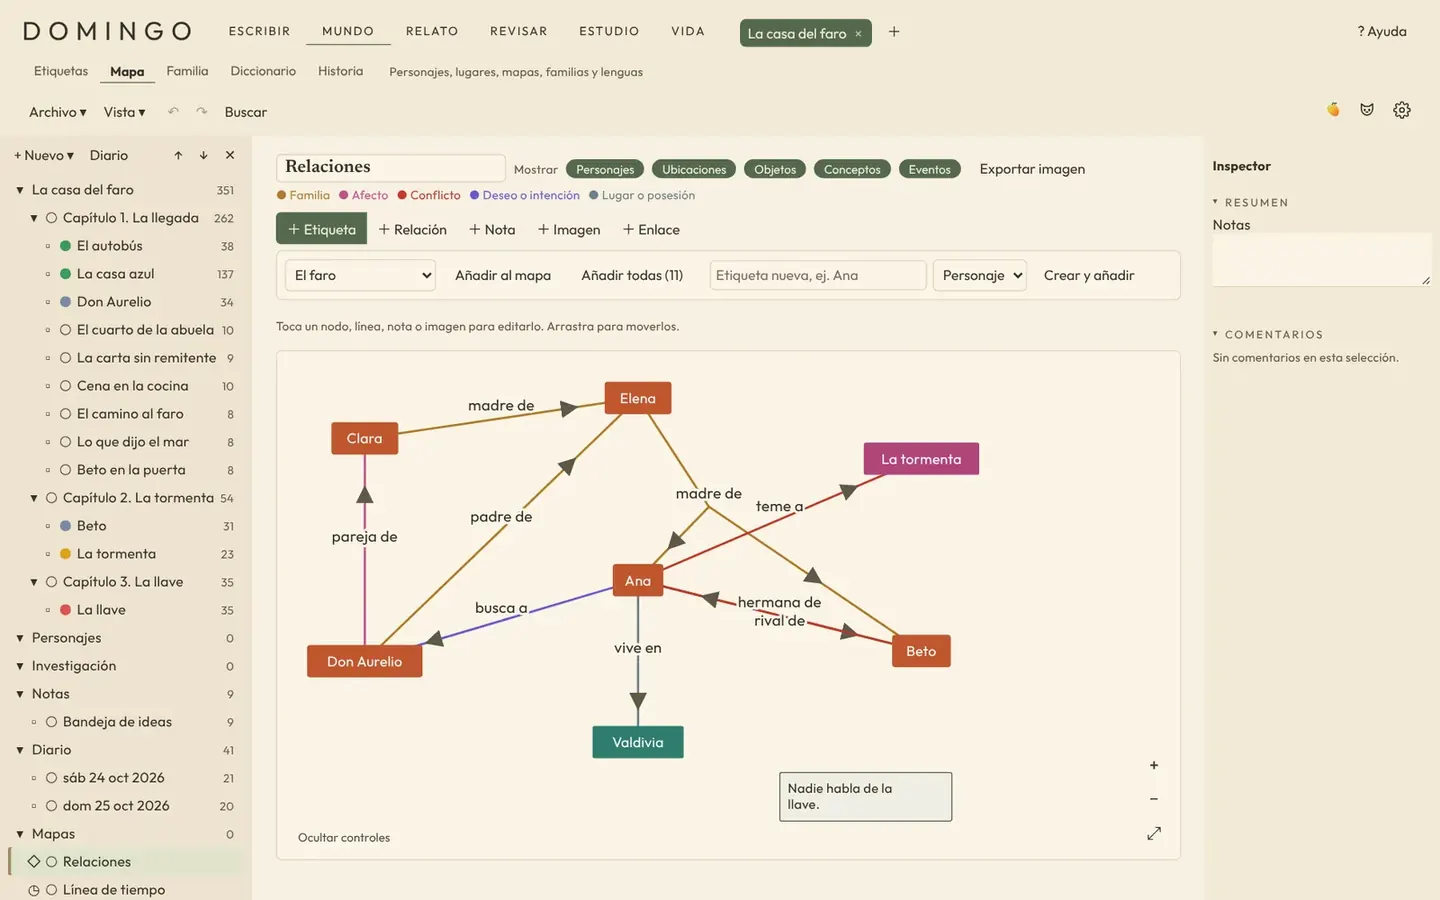 DOMINGO
ESCRIBIR MUNDO RELATO REVISAR ESTUDIO VIDA La casa del faro × + ? Ayuda
Etiquetas Mapa Familia Diccionario Historia Personajes, lugares, mapas, familias y lenguas
Archivo ▾ Vista ▾ Buscar
+ Nuevo ▾ Diario ↑ ↓ ✕
La casa del faro 351
Capítulo 1. La llegada 262
El autobús 38
La casa azul 137
Don Aurelio 34
El cuarto de la abuela 10
La carta sin remitente 9
Cena en la cocina 10
El camino al faro 8
Lo que dijo el mar 8
Beto en la puerta 8
Capítulo 2. La tormenta 54
Beto 31
La tormenta 23
Capítulo 3. La llave 35
La llave 35
Personajes 0
Investigación 0
Notas 9
Bandeja de ideas 9
Diario 41
sáb 24 oct 2026 21
dom 25 oct 2026 20
Mapas 0
Relaciones
Línea de tiempo
Relaciones Mostrar Personajes Ubicaciones Objetos Conceptos Eventos Exportar imagen
Familia Afecto Conflicto Deseo o intención Lugar o posesión
+ Etiqueta + Relación + Nota + Imagen + Enlace
El faro Añadir al mapa Añadir todas (11) Etiqueta nueva, ej. Ana Personaje Crear y añadir
Toca un nodo, línea, nota o imagen para editarlo. Arrastra para moverlos.
Elena
madre de
Clara
La tormenta
madre de
teme a
padre de
pareja de
Ana
hermana de
busca a
rival de
vive en
Beto
Don Aurelio
Valdivia
Nadie habla de la
llave.
+
−
Ocultar controles
Inspector
RESUMEN
Notas
COMENTARIOS
Sin comentarios en esta selección.